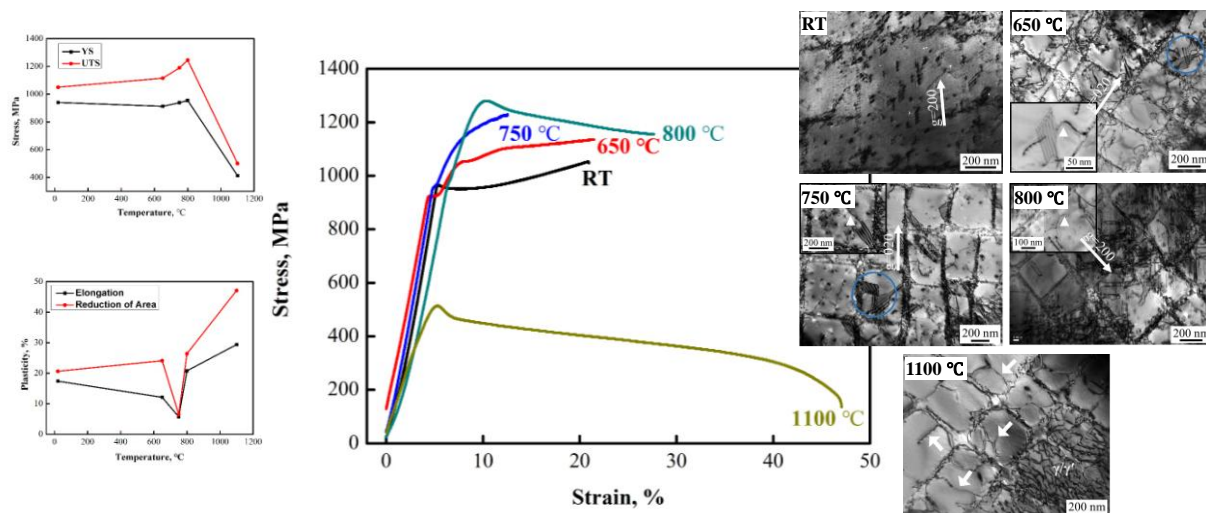 YS
UTS
1400
1200
1000
800
600
400
Stress, MPa
0 200 400 600 800 1000 1200
Temperature, °C
Elongation
Reduction of Area
50
40
30
20
10
0
Plasticity, %
0 200 400 600 800 1000 1200
Temperature, °C
1400
1200
1000
800
600
400
200
0
Stress, MPa
750 °C
800 °C
650 °C
RT
1100 °C
0 10 20 30 40 50
Strain, %
RT
g=200
200 nm
650 °C
g=020
50 nm
200 nm
750 °C
200 nm
g=020
200 nm
800 °C
100 nm
g=200
200 nm
1100 °C
γ/γ'
200 nm